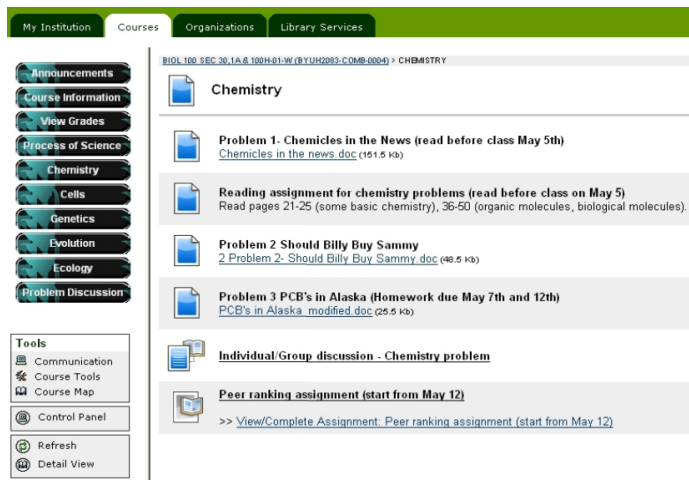 My Institution
Courses
Organizations
Library Services
BIOL 100 SEC 30,1A & 100H-01-W (BYUH2083-COMB-0004) > CHEMISTRY
Chemistry
Announcements
Course Information
View Grades
Process of Science
Chemistry
Cells
Genetics
Evolution
Ecology
Problem Discussion
Tools
Communication
Course Tools
Course Map
Control Panel
Refresh
Detail View
Problem 1- Chemicles in the News (read before class May 5th)
Chemicles in the news.doc (151.5 Kb)
Reading assignment for chemistry problems (read before class on May 5)
Read pages 21-25 (some basic chemistry), 36-50 (organic molecules, biological molecules).
Problem 2 Should Billy Buy Sammy
2 Problem 2- Should Billy Buy Sammy.doc (48.5 Kb)
Problem 3 PCB's in Alaska (Homework due May 7th and 12th)
PCB's in Alaska_modified.doc (25.5 Kb)
Individual/Group discussion - Chemistry problem
Peer ranking assignment (start from May 12)
>> View/Complete Assignment: Peer ranking assignment (start from May 12)